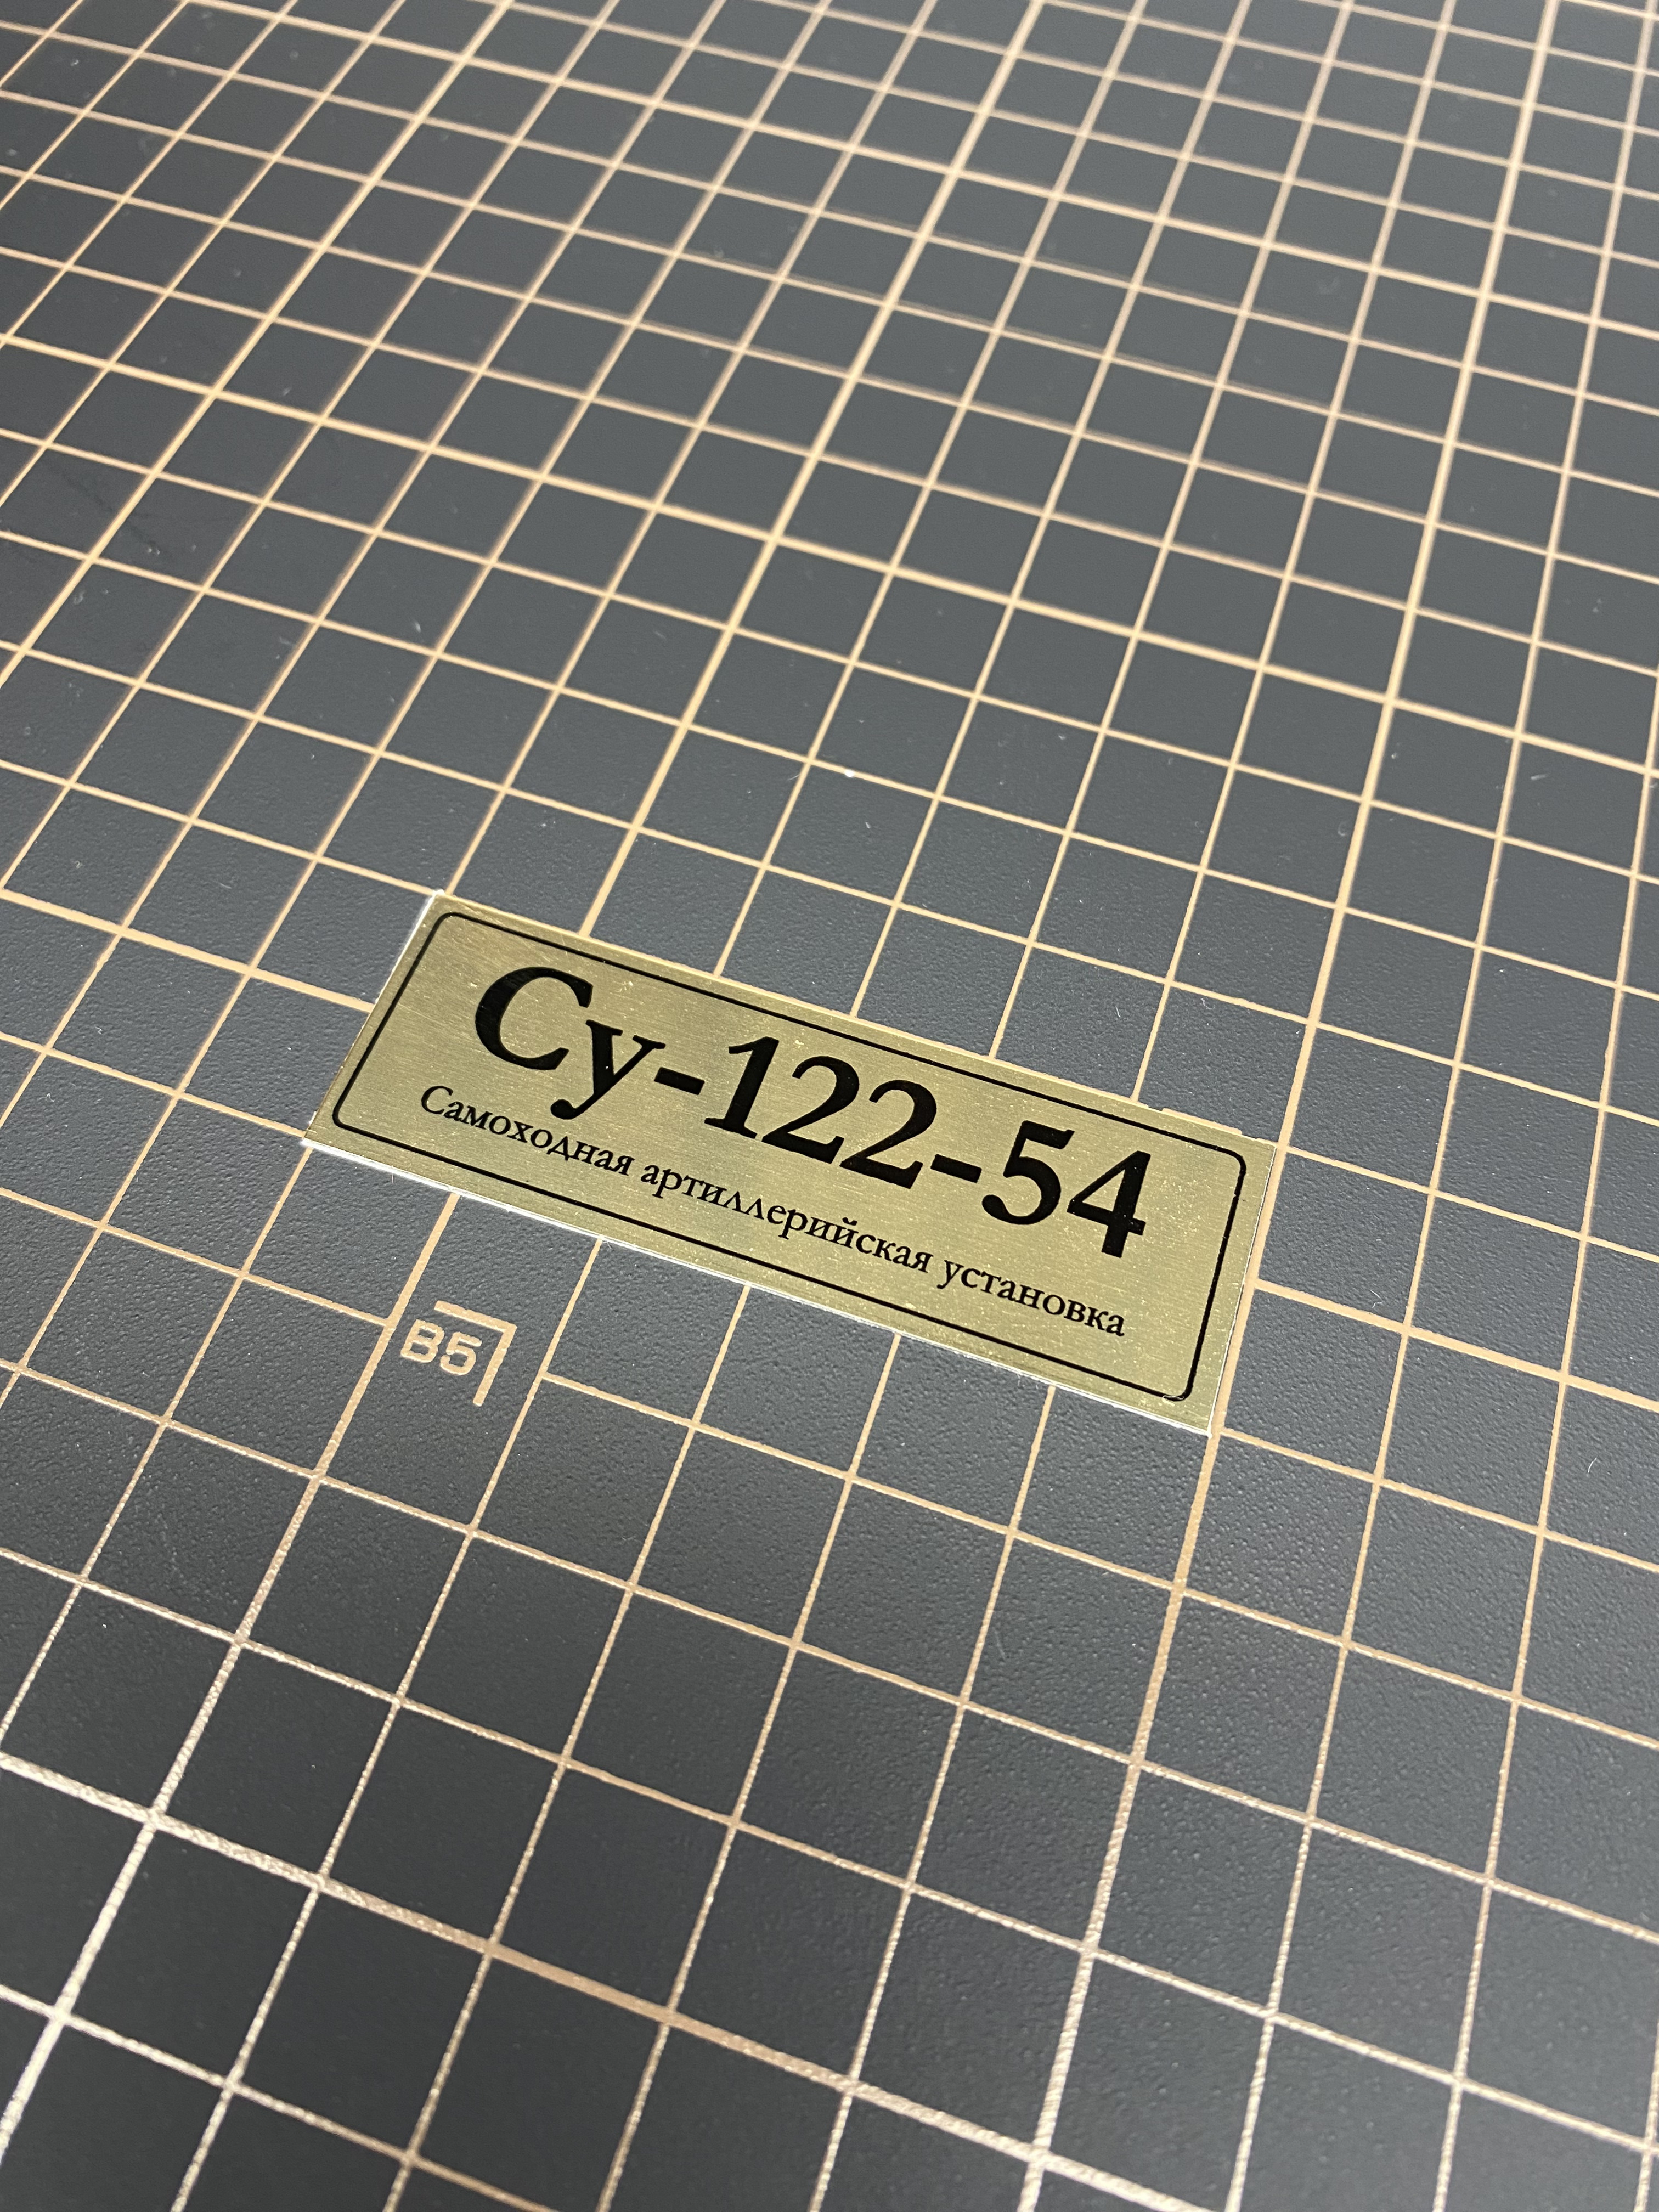 Су-122-54
Самоходная артиллерийская установка
B5